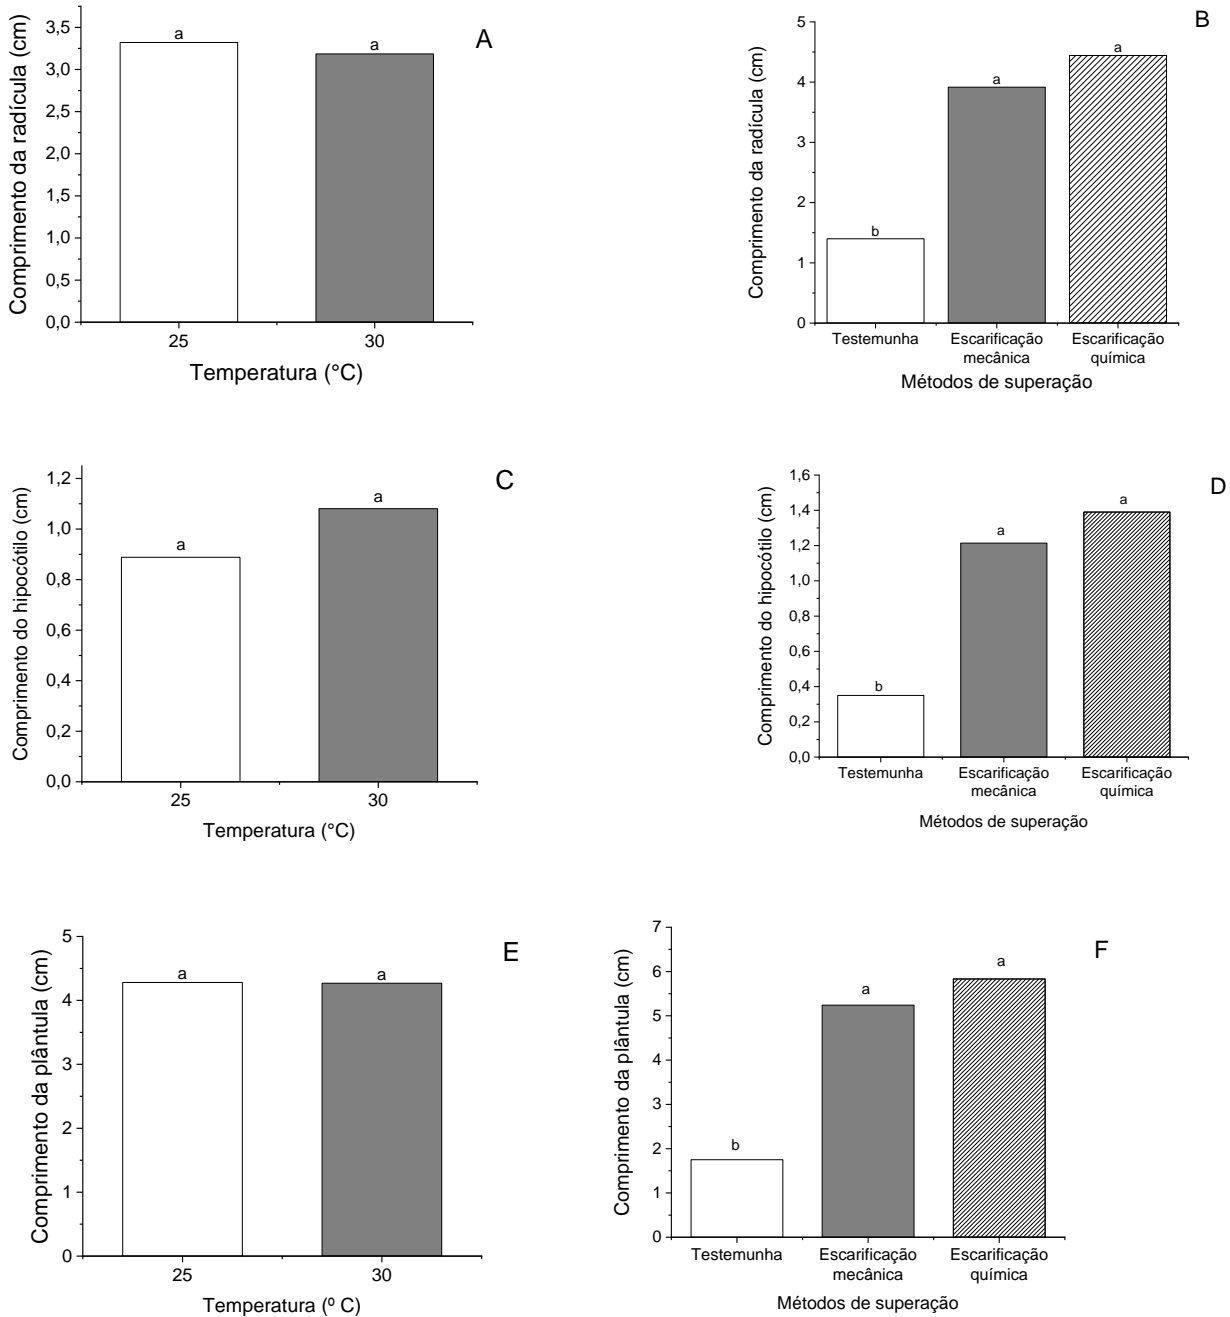 A
Comprimento da radícula (cm)
3,5
3,0
2,5
2,0
1,5
1,0
0,5
0,0
a
a
25
30
Temperatura (°C)
B
Comprimento da radícula (cm)
5
4
3
2
1
0
b
a
a
Testemunha
Escarificação
mecânica
Escarificação
química
Métodos de superação
C
Comprimento do hipocótilo (cm)
1,2
1,0
0,8
0,6
0,4
0,2
0,0
a
a
25
30
Temperatura (°C)
D
Comprimento do hipocótilo (cm)
1,6
1,4
1,2
1,0
0,8
0,6
0,4
0,2
0,0
b
a
a
Testemunha
Escarificação
mecânica
Escarificação
química
Métodos de superação
E
Comprimento da plântula (cm)
5
4
3
2
1
0
a
a
25
30
Temperatura (º C)
F
Comprimento da plântula (cm)
7
6
5
4
3
2
1
0
b
a
a
Testemunha
Escarificação
mecânica
Escarificação
química
Métodos de superação